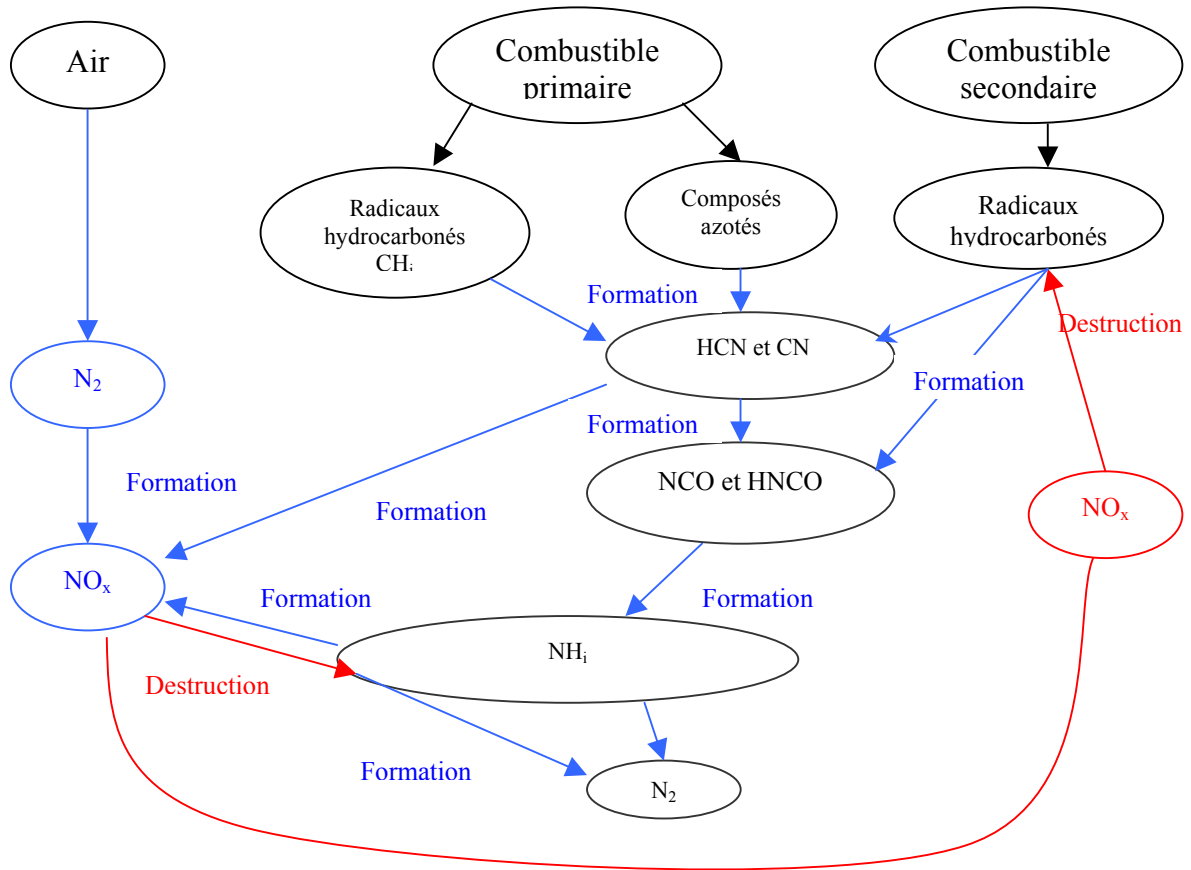 Air
Combustible
primaire
Combustible
secondaire
Radicaux
hydrocarbonés
CHi
Composés
azotés
Radicaux
hydrocarbonés
Formation
Destruction
HCN et CN
N2
Formation
Formation
NCO et HNCO
Formation
Formation
NOx
NOx
Formation
Formation
NHi
Destruction
Formation
N2